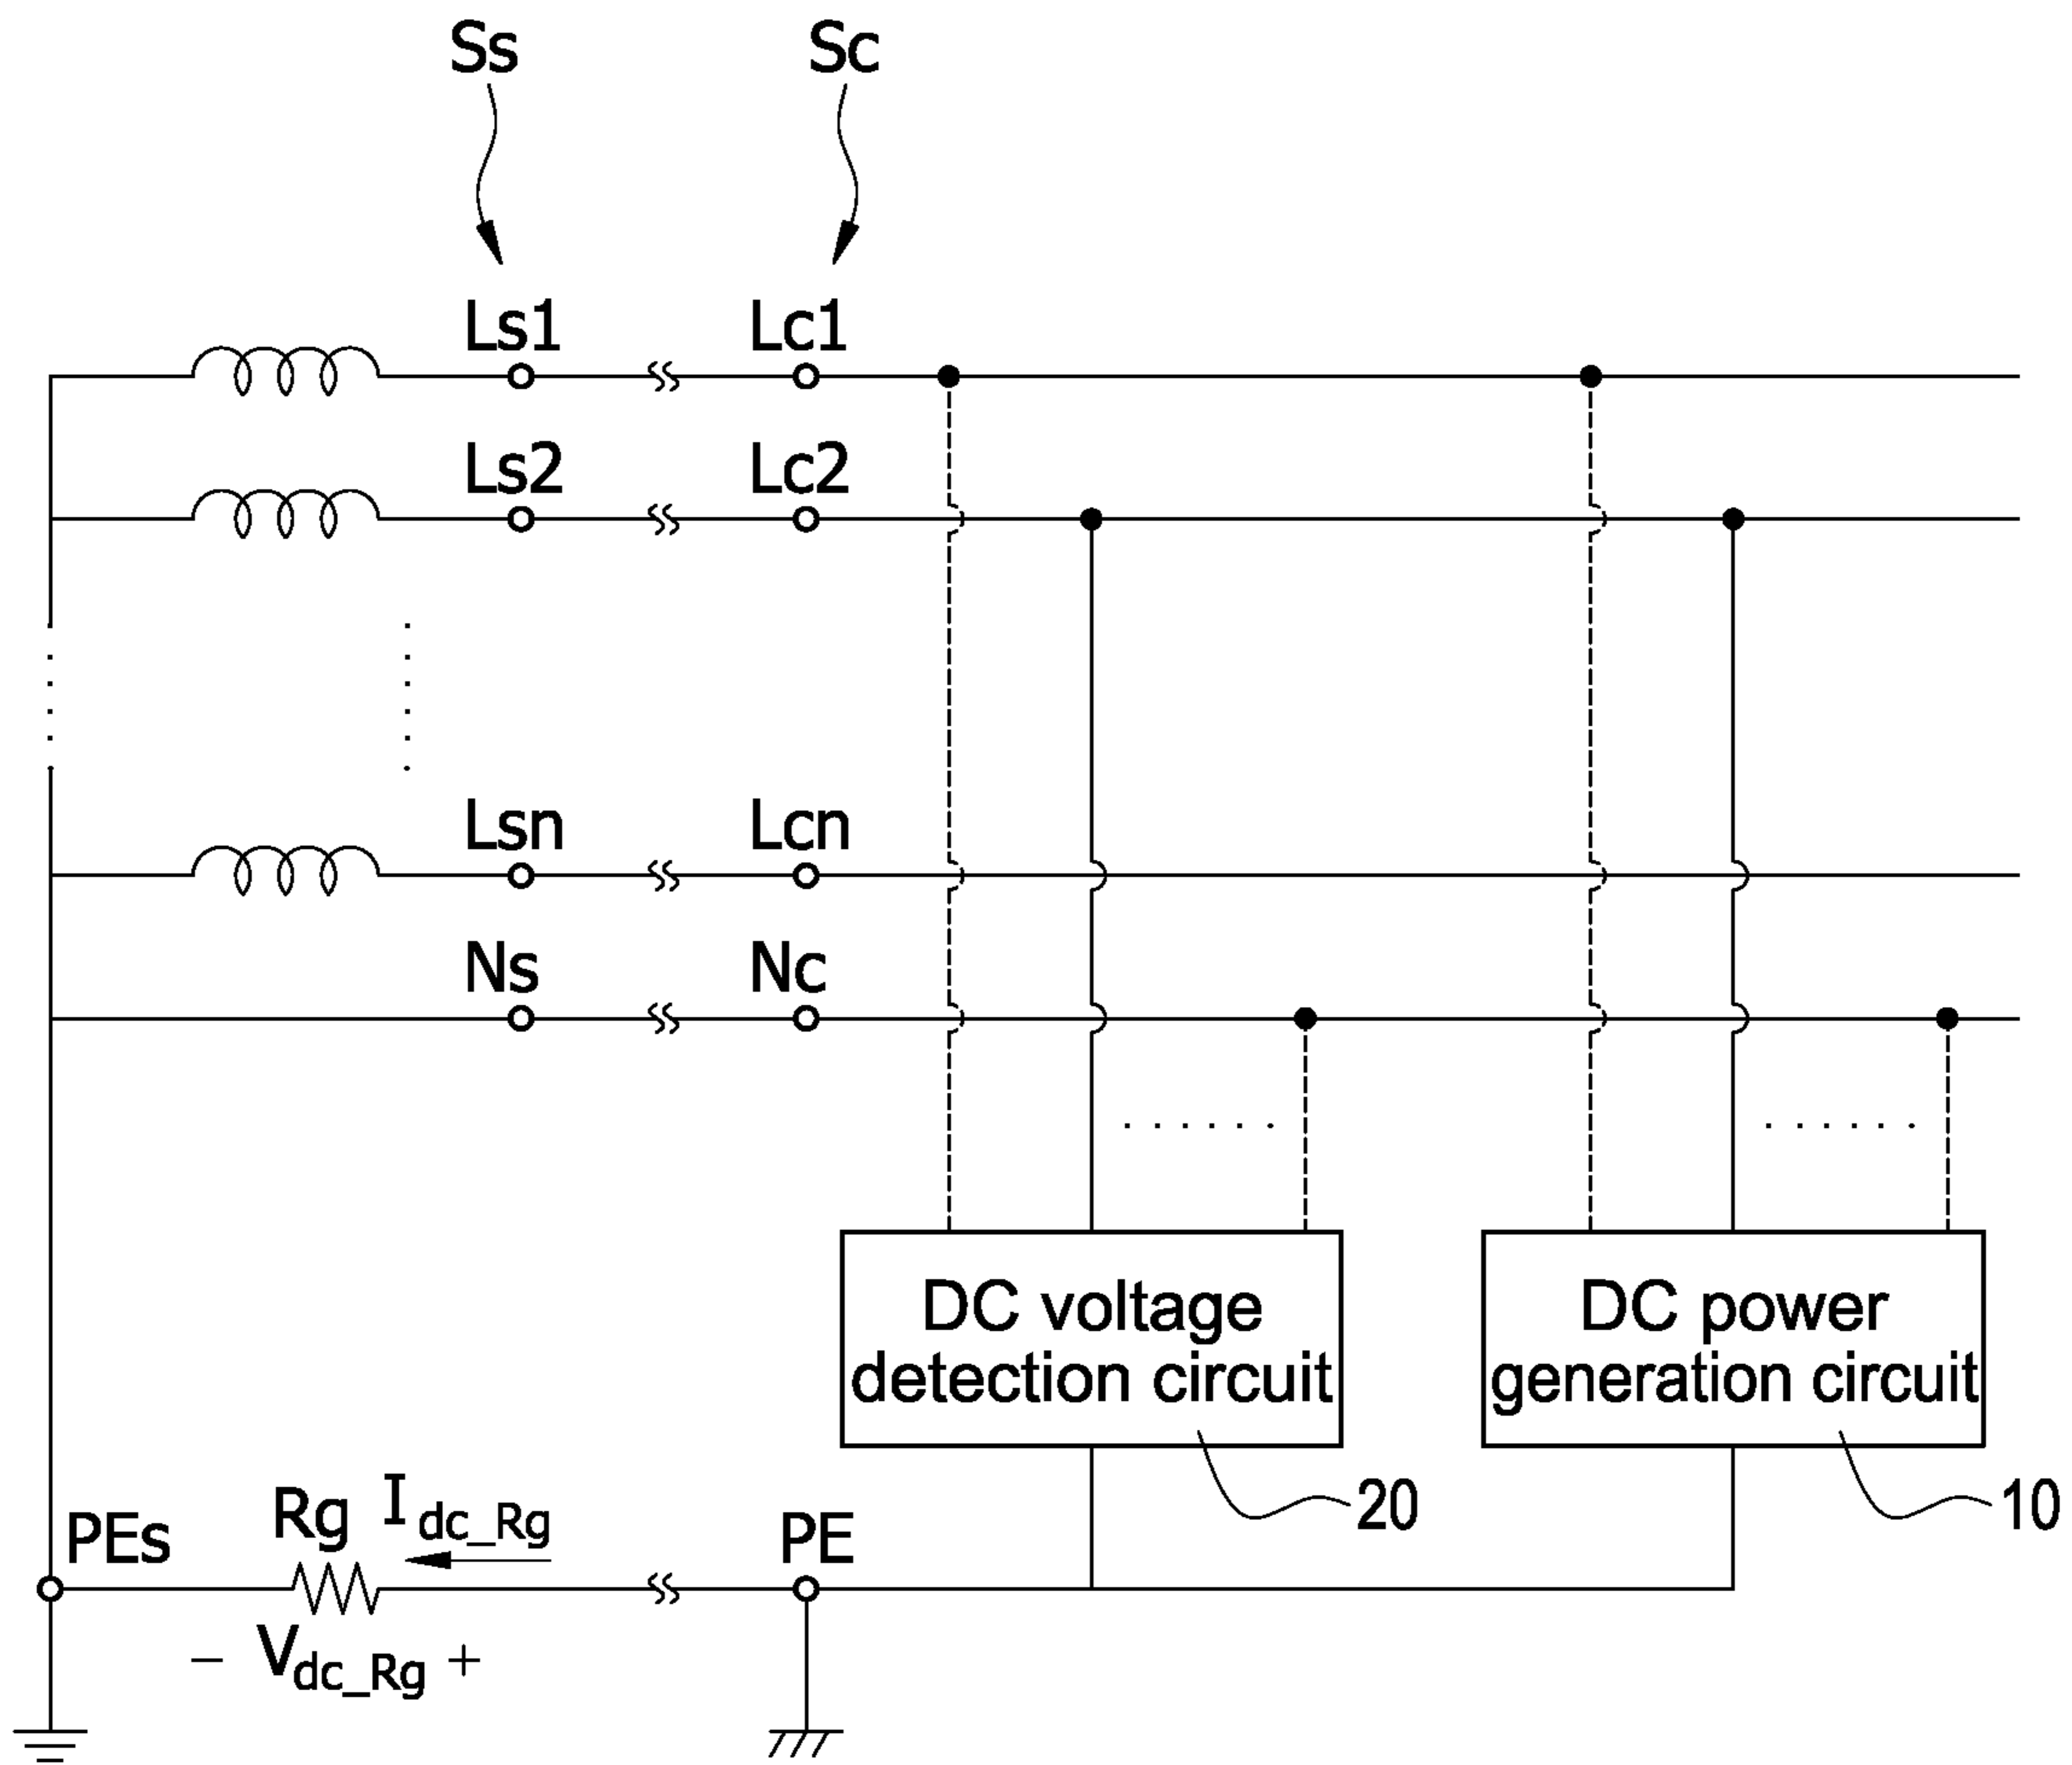 Ss Sc
Ls1 Lc1
Ls2 Lc2
Lsn Lcn
Ns Nc
DC voltage
detection circuit
DC power
generation circuit
20
10
PEs Rg Idc_Rg PE
− Vdc_Rg +